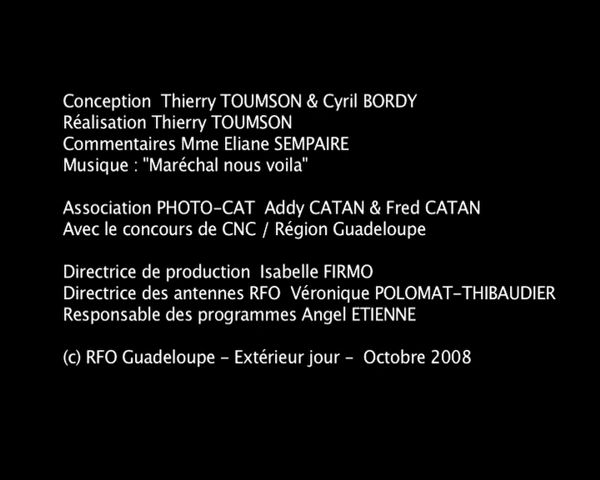 Conception  Thierry TOUMSON & Cyril BORDY
Réalisation Thierry TOUMSON
Commentaires Mme Eliane SEMPAIRE
Musique : "Maréchal nous voila"
Association PHOTO-CAT  Addy CATAN & Fred CATAN
Avec le concours de CNC / Région Guadeloupe
Directrice de production  Isabelle FIRMO
Directrice des antennes RFO  Véronique POLOMAT-THIBAUDIER
Responsable des programmes Angel ETIENNE
(c) RFO Guadeloupe - Extérieur jour -  Octobre 2008